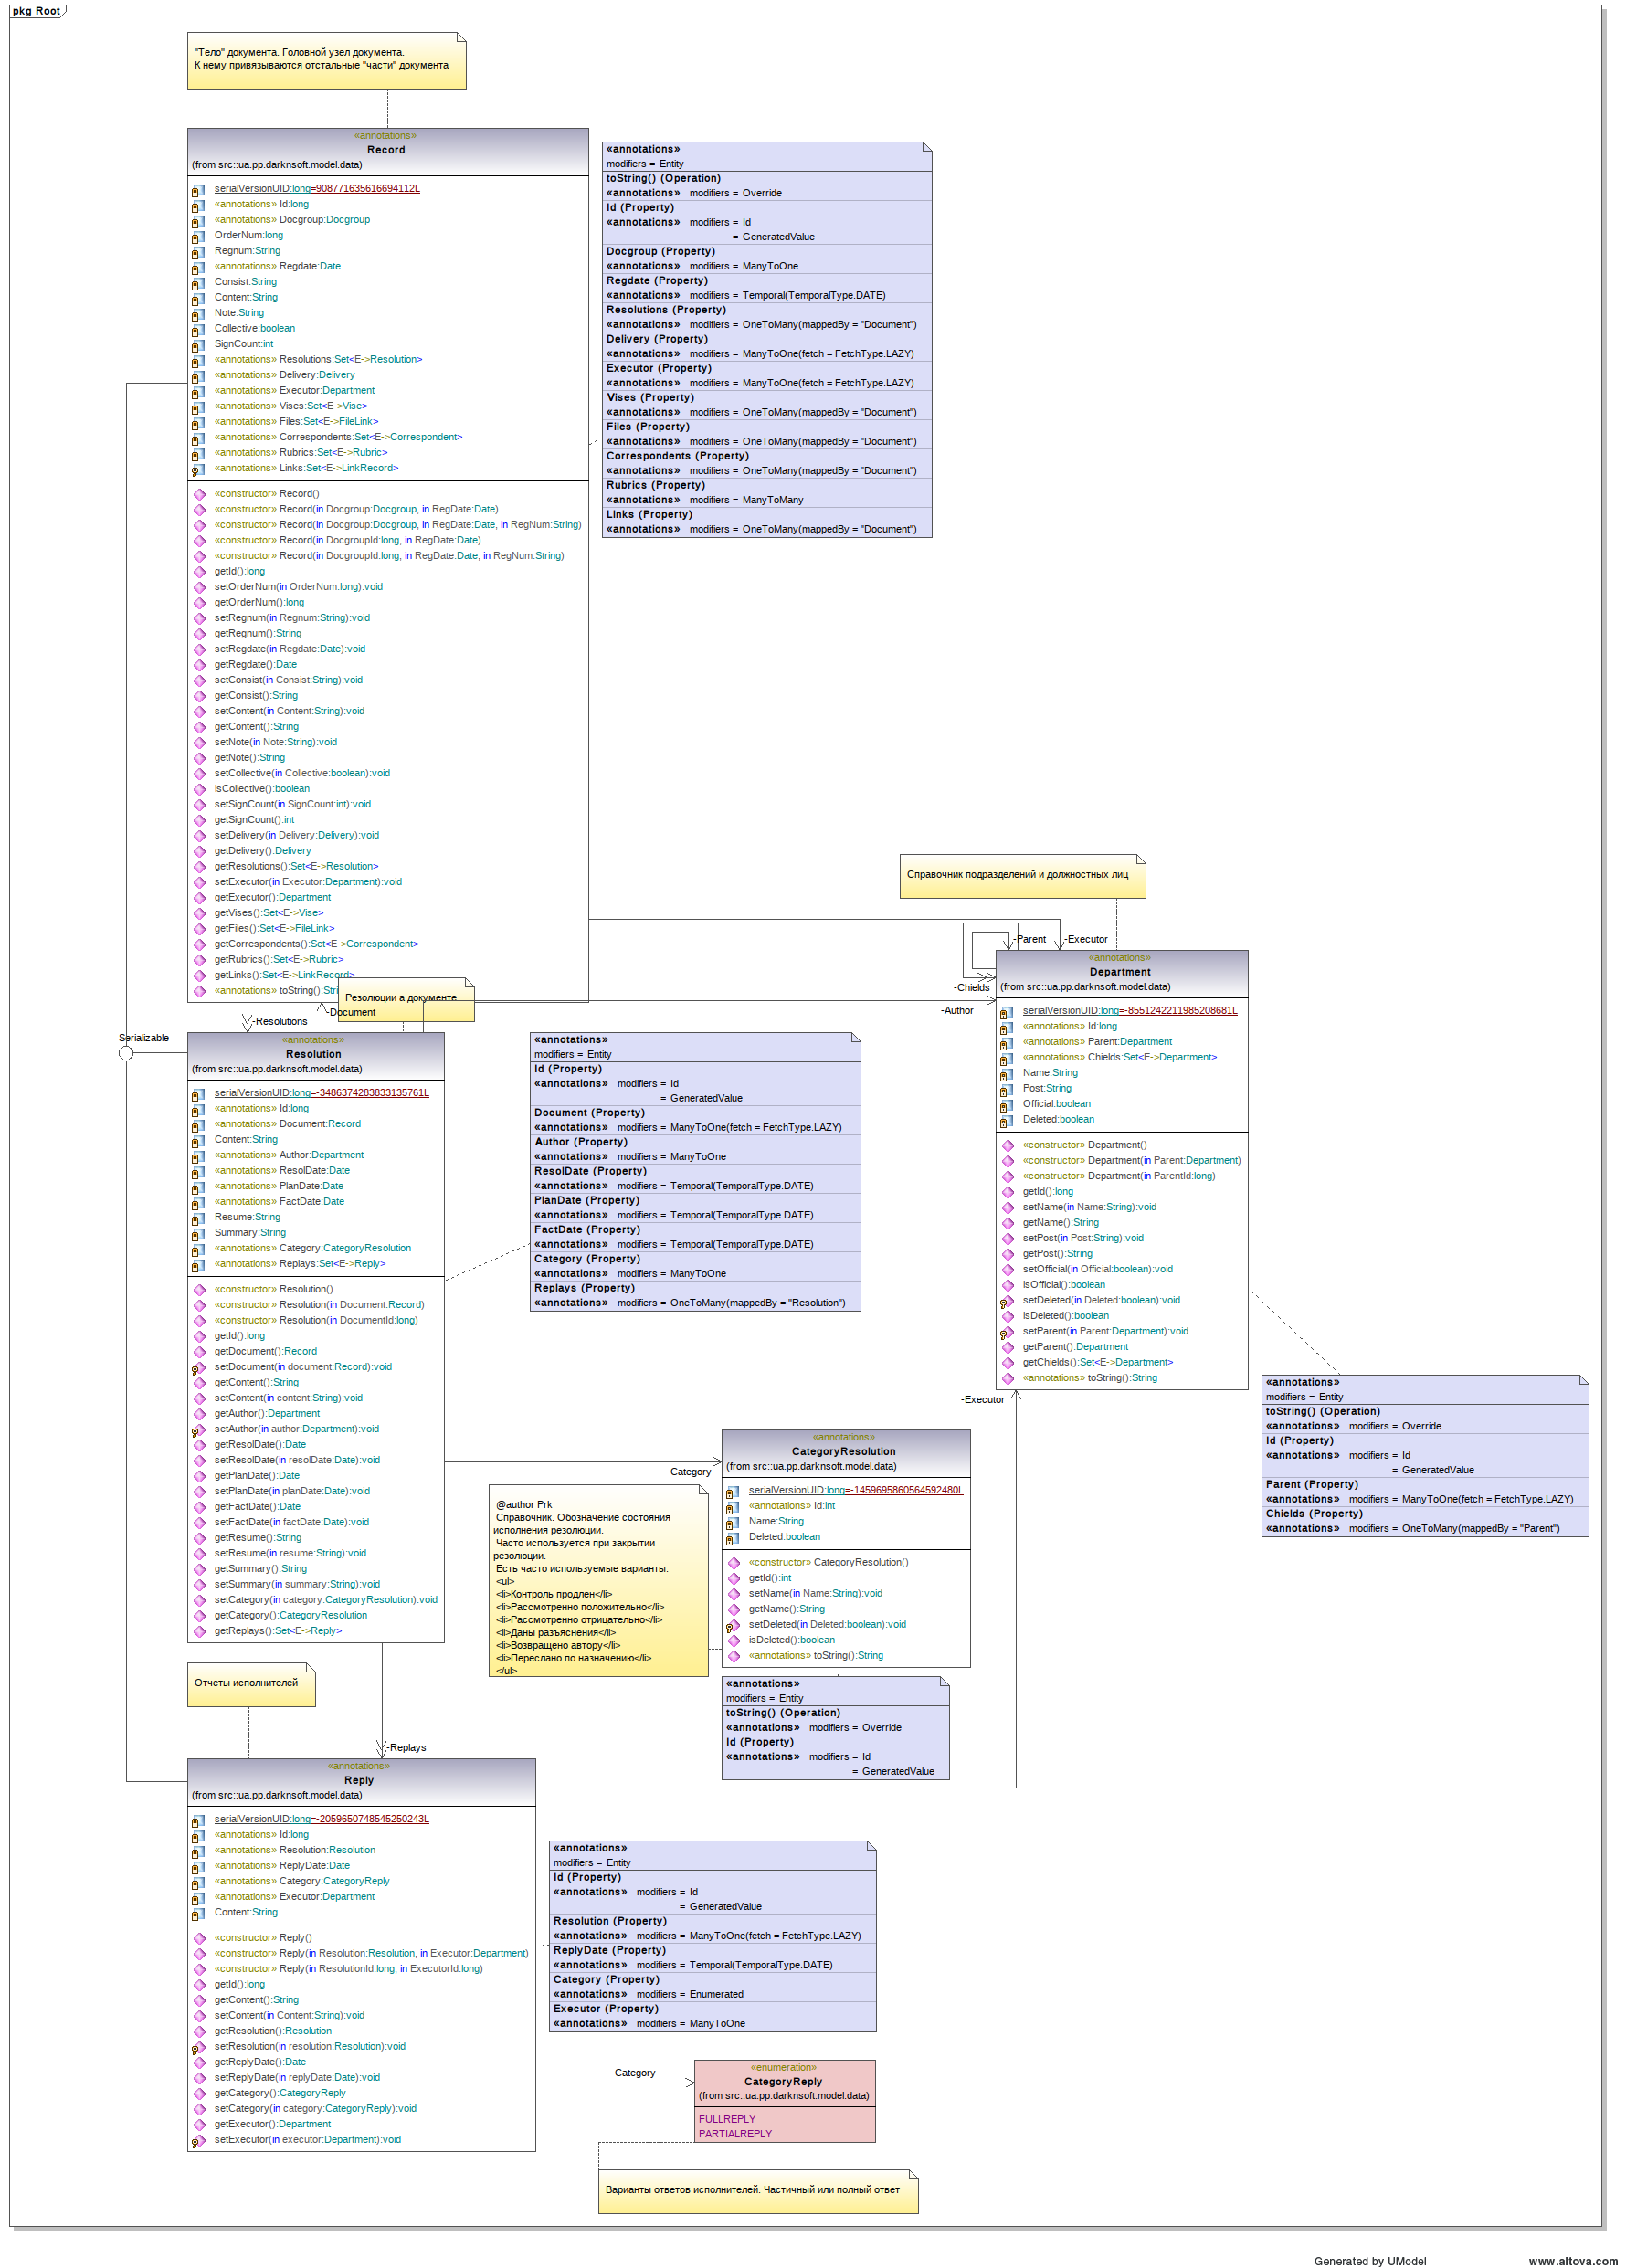 pkg Root
"Тело" документа. Головной узел документа.
К нему привязываются отстальные "части" документа
«annotations»
Record
(from src::ua.pp.darknsoft.model.data)
serialVersionUID:long=908771635616694112L
«annotations» Id:long
«annotations» Docgroup:Docgroup
OrderNum:long
Regnum:String
«annotations» Regdate:Date
Consist:String
Content:String
Note:String
Collective:boolean
SignCount:int
«annotations» Resolutions:Set<E->Resolution>
«annotations» Delivery:Delivery
«annotations» Executor:Department
«annotations» Vises:Set<E->Vise>
«annotations» Files:Set<E->FileLink>
«annotations» Correspondents:Set<E->Correspondent>
«annotations» Rubrics:Set<E->Rubric>
«annotations» Links:Set<E->LinkRecord>
«constructor» Record()
«constructor» Record(in Docgroup:Docgroup, in RegDate:Date)
«constructor» Record(in Docgroup:Docgroup, in RegDate:Date, in RegNum:String)
«constructor» Record(in DocgroupId:long, in RegDate:Date)
«constructor» Record(in DocgroupId:long, in RegDate:Date, in RegNum:String)
getId():long
setOrderNum(in OrderNum:long):void
getOrderNum():long
setRegnum(in Regnum:String):void
getRegnum():String
setRegdate(in Regdate:Date):void
getRegdate():Date
setConsist(in Consist:String):void
getConsist():String
setContent(in Content:String):void
getContent():String
setNote(in Note:String):void
getNote():String
setCollective(in Collective:boolean):void
isCollective():boolean
setSignCount(in SignCount:int):void
getSignCount():int
setDelivery(in Delivery:Delivery):void
getDelivery():Delivery
getResolutions():Set<E->Resolution>
setExecutor(in Executor:Department):void
getExecutor():Department
getVises():Set<E->Vise>
getFiles():Set<E->FileLink>
getCorrespondents():Set<E->Correspondent>
getRubrics():Set<E->Rubric>
getLinks():Set<E->LinkRecord>
«annotations» toString():Stri
«annotations»
modifiers = Entity
toString() (Operation)
«annotations» modifiers = Override
Id (Property)
«annotations» modifiers = Id
= GeneratedValue
Docgroup (Property)
«annotations» modifiers = ManyToOne
Regdate (Property)
«annotations» modifiers = Temporal(TemporalType.DATE)
Resolutions (Property)
«annotations» modifiers = OneToMany(mappedBy = "Document")
Delivery (Property)
«annotations» modifiers = ManyToOne(fetch = FetchType.LAZY)
Executor (Property)
«annotations» modifiers = ManyToOne(fetch = FetchType.LAZY)
Vises (Property)
«annotations» modifiers = OneToMany(mappedBy = "Document")
Files (Property)
«annotations» modifiers = OneToMany(mappedBy = "Document")
Correspondents (Property)
«annotations» modifiers = OneToMany(mappedBy = "Document")
Rubrics (Property)
«annotations» modifiers = ManyToMany
Links (Property)
«annotations» modifiers = OneToMany(mappedBy = "Document")
Справочник подразделений и должностных лиц
-Parent
-Executor
-Chields
-Author
Резолюции а документе
-Document
-Resolutions
Serializable
«annotations»
Department
(from src::ua.pp.darknsoft.model.data)
serialVersionUID:long=-8551242211985208681L
«annotations» Id:long
«annotations» Parent:Department
«annotations» Chields:Set<E->Department>
Name:String
Post:String
Official:boolean
Deleted:boolean
«constructor» Department()
«constructor» Department(in Parent:Department)
«constructor» Department(in ParentId:long)
getId():long
setName(in Name:String):void
getName():String
setPost(in Post:String):void
getPost():String
setOfficial(in Official:boolean):void
isOfficial():boolean
setDeleted(in Deleted:boolean):void
isDeleted():boolean
setParent(in Parent:Department):void
getParent():Department
getChields():Set<E->Department>
«annotations» toString():String
-Executor
«annotations»
modifiers = Entity
toString() (Operation)
«annotations» modifiers = Override
Id (Property)
«annotations» modifiers = Id
= GeneratedValue
Parent (Property)
«annotations» modifiers = ManyToOne(fetch = FetchType.LAZY)
Chields (Property)
«annotations» modifiers = OneToMany(mappedBy = "Parent")
«annotations»
Resolution
(from src::ua.pp.darknsoft.model.data)
serialVersionUID:long=-3486374283833135761L
«annotations» Id:long
«annotations» Document:Record
Content:String
«annotations» Author:Department
«annotations» ResolDate:Date
«annotations» PlanDate:Date
«annotations» FactDate:Date
Resume:String
Summary:String
«annotations» Category:CategoryResolution
«annotations» Replays:Set<E->Reply>
«constructor» Resolution()
«constructor» Resolution(in Document:Record)
«constructor» Resolution(in DocumentId:long)
getId():long
getDocument():Record
setDocument(in document:Record):void
getContent():String
setContent(in content:String):void
getAuthor():Department
setAuthor(in author:Department):void
getResolDate():Date
setResolDate(in resolDate:Date):void
getPlanDate():Date
setPlanDate(in planDate:Date):void
getFactDate():Date
setFactDate(in factDate:Date):void
getResume():String
setResume(in resume:String):void
getSummary():String
setSummary(in summary:String):void
setCategory(in category:CategoryResolution):void
getCategory():CategoryResolution
getReplays():Set<E->Reply>
«annotations»
modifiers = Entity
Id (Property)
«annotations» modifiers = Id
= GeneratedValue
Document (Property)
«annotations» modifiers = ManyToOne(fetch = FetchType.LAZY)
Author (Property)
«annotations» modifiers = ManyToOne
ResolDate (Property)
«annotations» modifiers = Temporal(TemporalType.DATE)
PlanDate (Property)
«annotations» modifiers = Temporal(TemporalType.DATE)
FactDate (Property)
«annotations» modifiers = Temporal(TemporalType.DATE)
Category (Property)
«annotations» modifiers = ManyToOne
Replays (Property)
«annotations» modifiers = OneToMany(mappedBy = "Resolution")
-Category
@author Prk
Справочник. Обозначение состояния
исполнения резолюции.
Часто используется при закрытии
резолюции.
Есть часто используемые варианты.
<ul>
<li>Контроль продлен</li>
<li>Рассмотренно положительно</li>
<li>Рассмотренно отрицательно</li>
<li>Даны разъяснения</li>
<li>Возвращено автору</li>
<li>Переслано по назначению</li>
</ul>
«annotations»
CategoryResolution
(from src::ua.pp.darknsoft.model.data)
serialVersionUID:long=-1459695860564592480L
«annotations» Id:int
Name:String
Deleted:boolean
«constructor» CategoryResolution()
getId():int
setName(in Name:String):void
getName():String
setDeleted(in Deleted:boolean):void
isDeleted():boolean
«annotations» toString():String
«annotations»
modifiers = Entity
toString() (Operation)
«annotations» modifiers = Override
Id (Property)
«annotations» modifiers = Id
= GeneratedValue
Отчеты исполнителей
-Replays
«annotations»
Reply
(from src::ua.pp.darknsoft.model.data)
serialVersionUID:long=-2059650748545250243L
«annotations» Id:long
«annotations» Resolution:Resolution
«annotations» ReplyDate:Date
«annotations» Category:CategoryReply
«annotations» Executor:Department
Content:String
«constructor» Reply()
«constructor» Reply(in Resolution:Resolution, in Executor:Department)
«constructor» Reply(in ResolutionId:long, in ExecutorId:long)
getId():long
getContent():String
setContent(in Content:String):void
getResolution():Resolution
setResolution(in resolution:Resolution):void
getReplyDate():Date
setReplyDate(in replyDate:Date):void
getCategory():CategoryReply
setCategory(in category:CategoryReply):void
getExecutor():Department
setExecutor(in executor:Department):void
«annotations»
modifiers = Entity
Id (Property)
«annotations» modifiers = Id
= GeneratedValue
Resolution (Property)
«annotations» modifiers = ManyToOne(fetch = FetchType.LAZY)
ReplyDate (Property)
«annotations» modifiers = Temporal(TemporalType.DATE)
Category (Property)
«annotations» modifiers = Enumerated
Executor (Property)
«annotations» modifiers = ManyToOne
-Category
«enumeration»
CategoryReply
(from src::ua.pp.darknsoft.model.data)
FULLREPLY
PARTIALREPLY
Варианты ответов исполнителей. Частичный или полный ответ
Generated by UModel
www.altova.com